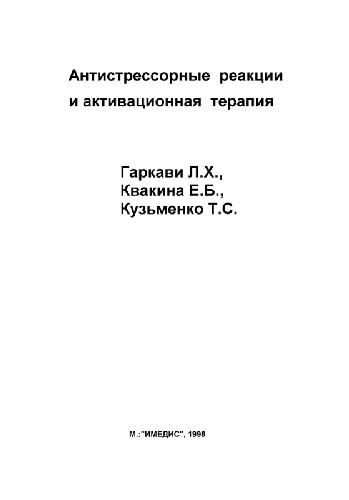 Антистрессорные реакции
и активационная терапия
Гаркави Л.Х.,
Квакина Е.Б.,
Кузьменко Т.С.
М.:"ИМЕДИС", 1998